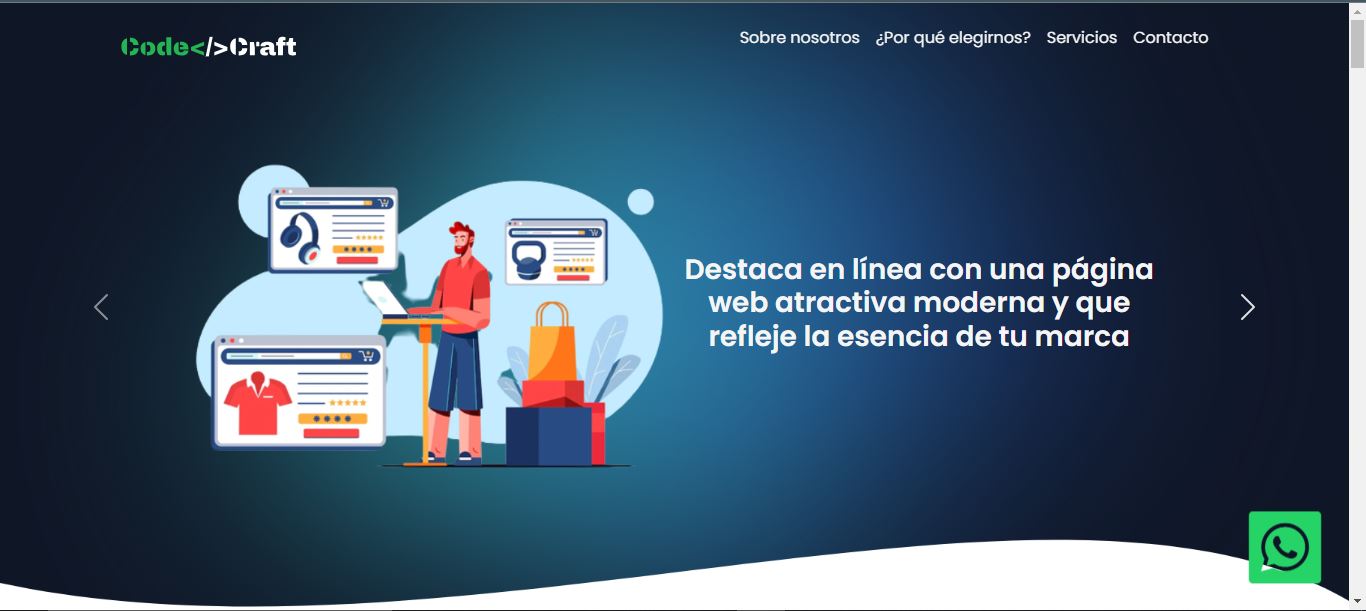 Code</>Craft
Sobre nosotros ¿Por qué elegirnos? Servicios Contacto
Destaca en línea con una página
web atractiva moderna y que
refleje la esencia de tu marca